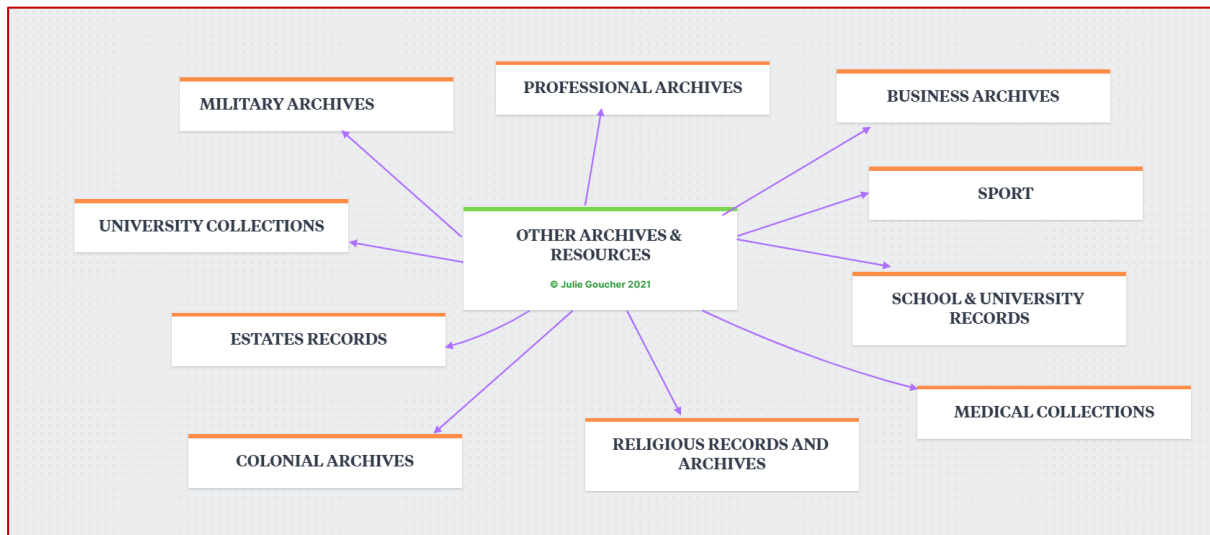 PROFESSIONAL ARCHIVES
MILITARY ARCHIVES
BUSINESS ARCHIVES
SPORT
UNIVERSITY COLLECTIONS
OTHER ARCHIVES &
RESOURCES
© Julie Goucher 2021
SCHOOL & UNIVERSITY
RECORDS
ESTATES RECORDS
MEDICAL COLLECTIONS
COLONIAL ARCHIVES
RELIGIOUS RECORDS AND
ARCHIVES